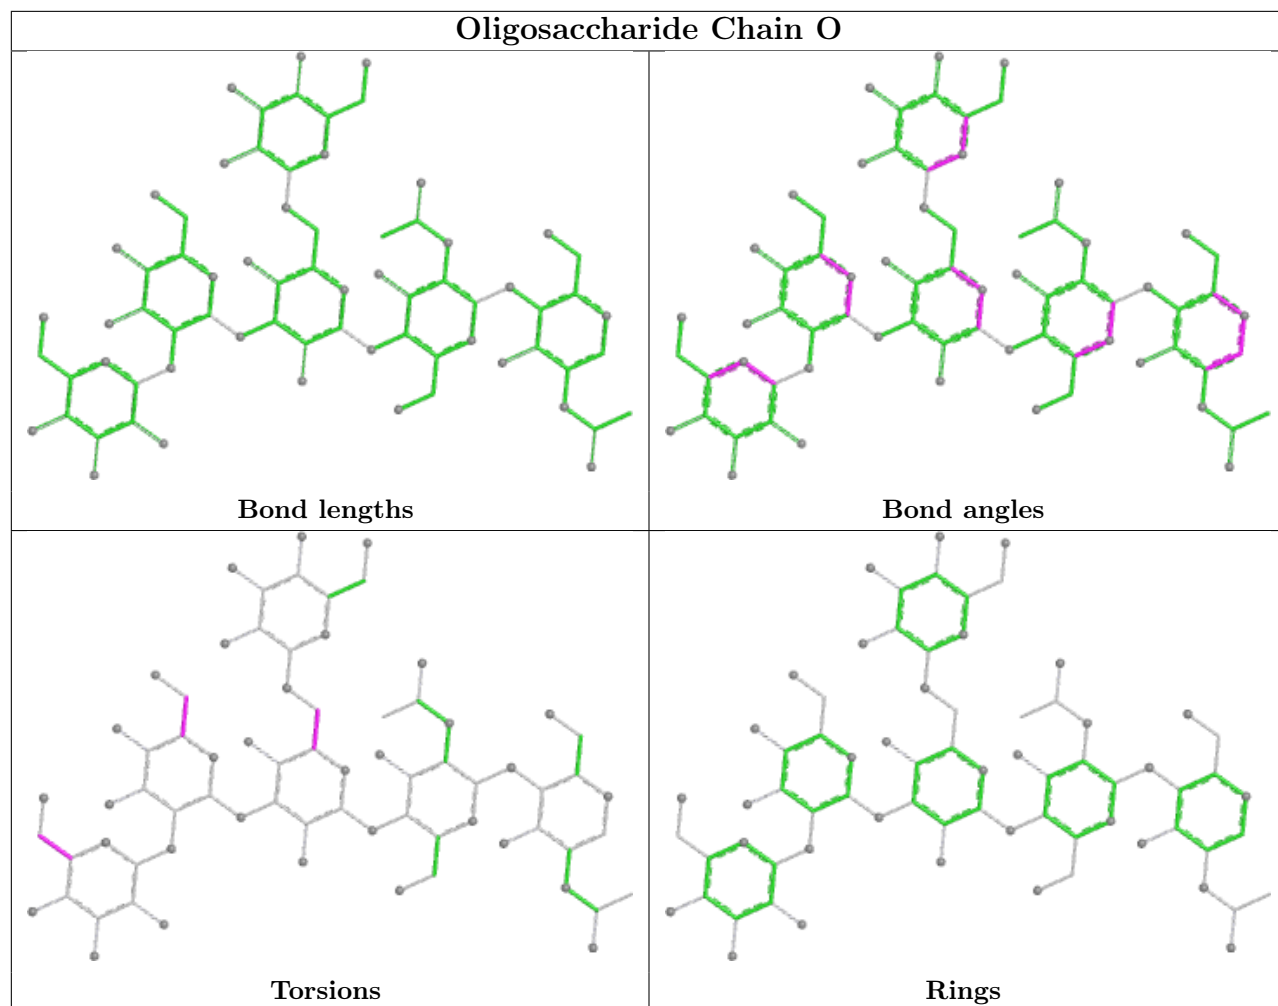 Oligosaccharide Chain O
Bond lengths
Bond angles
Torsions
Rings